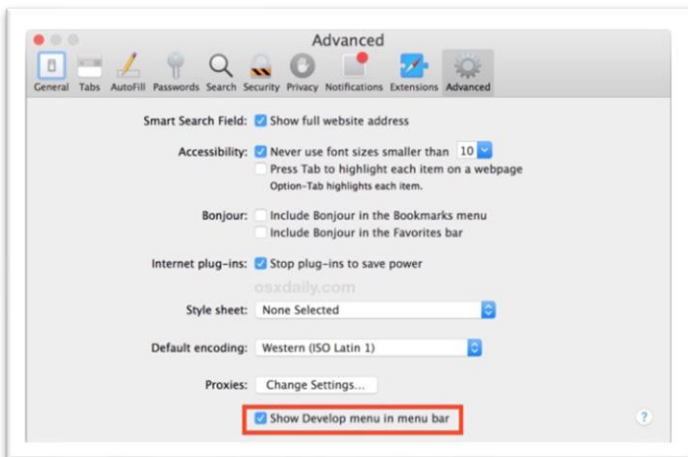 Advanced
General Tabs AutoFill Passwords Search Security Privacy Notifications Extensions Advanced
Smart Search Field: Show full website address
Accessibility: Never use font sizes smaller than 10
Press Tab to highlight each item on a webpage
Option-Tab highlights each item.
Bonjour: Include Bonjour in the Bookmarks menu
Include Bonjour in the Favorites bar
Internet plug-ins: Stop plug-ins to save power
osxdaily.com
Style sheet: None Selected
Default encoding: Western (ISO Latin 1)
Proxies: Change Settings...
Show Develop menu in menu bar ?